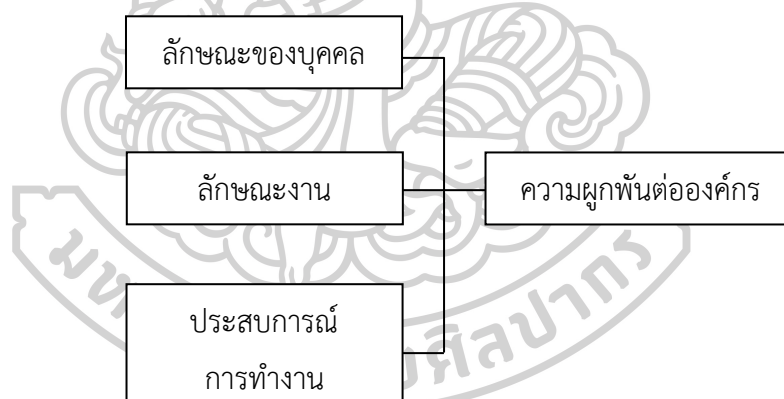 ลักษณะของบุคคล
ลักษณะงาน
ความผูกพันต่อองค์กร
ประสบการณ์
การทำงาน